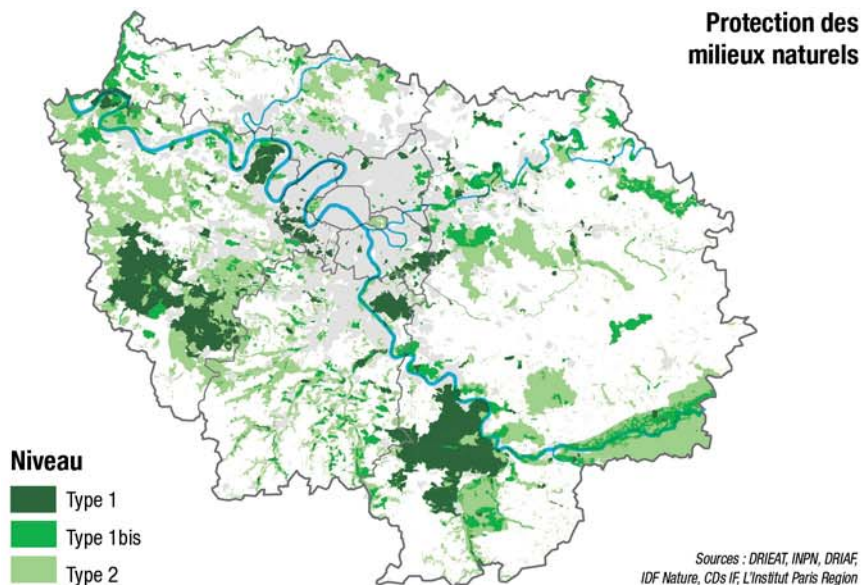 Protection des
milieux naturels
Niveau
Type 1
Type 1bis
Type 2
Sources : DRIEAT, INPN, DRIAF,
IDF Nature, CDs IF, L'Institut Paris Region